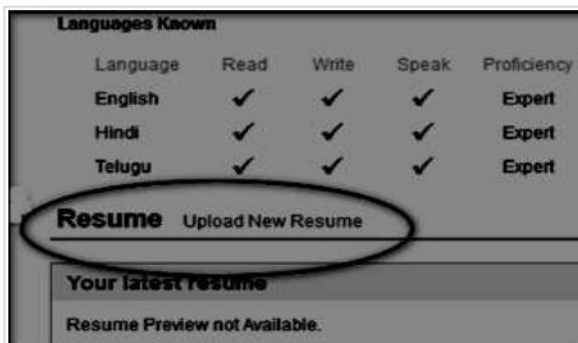 Languages Known
Language Read Write Speak Proficiency
English ✓ ✓ ✓ Expert
Hindi ✓ ✓ ✓ Expert
Telugu ✓ ✓ ✓ Expert
Resume Upload New Resume
Your latest resume
Resume Preview not Available.